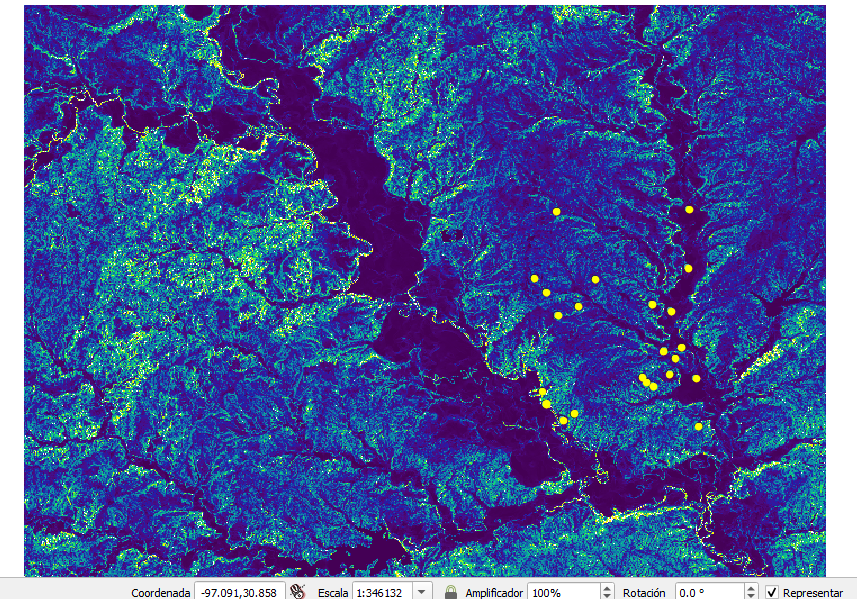 Coordenada -97.091,30.858 Escala 1:346132 Amplificador 100% Rotación 0.0 ° Representar